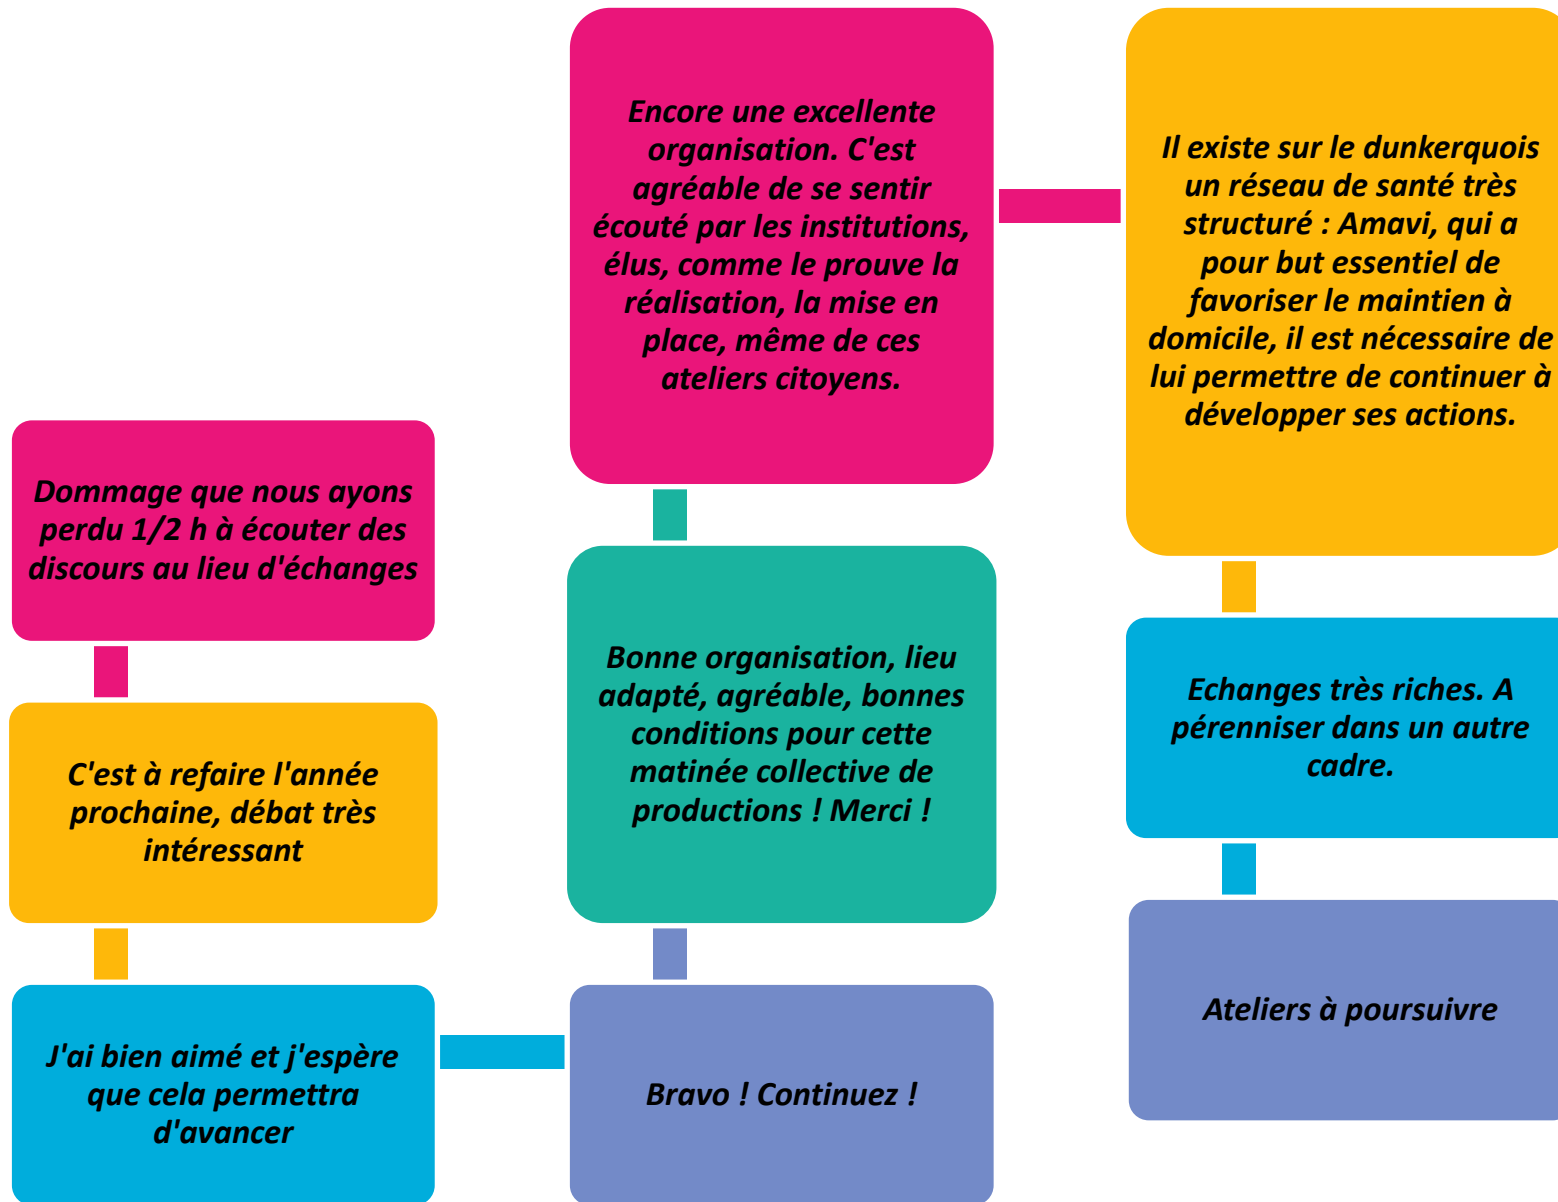 Dommage que nous ayons
perdu 1/2 h à écouter des
discours au lieu d'échanges
C'est à refaire l'année
prochaine, débat très
intéressant
J'ai bien aimé et j'espère
que cela permettra
d'avancer
Bravo ! Continuez !
Bonne organisation, lieu
adapté, agréable, bonnes
conditions pour cette
matinée collective de
productions ! Merci !
Encore une excellente
organisation. C'est
agréable de se sentir
écouté par les institutions,
élus, comme le prouve la
réalisation, la mise en
place, même de ces
ateliers citoyens.
Il existe sur le dunkerquois
un réseau de santé très
structuré : Amavi, qui a
pour but essentiel de
favoriser le maintien à
domicile, il est nécessaire de
lui permettre de continuer à
développer ses actions.
Echanges très riches. A
pérenniser dans un autre
cadre.
Ateliers à poursuivre